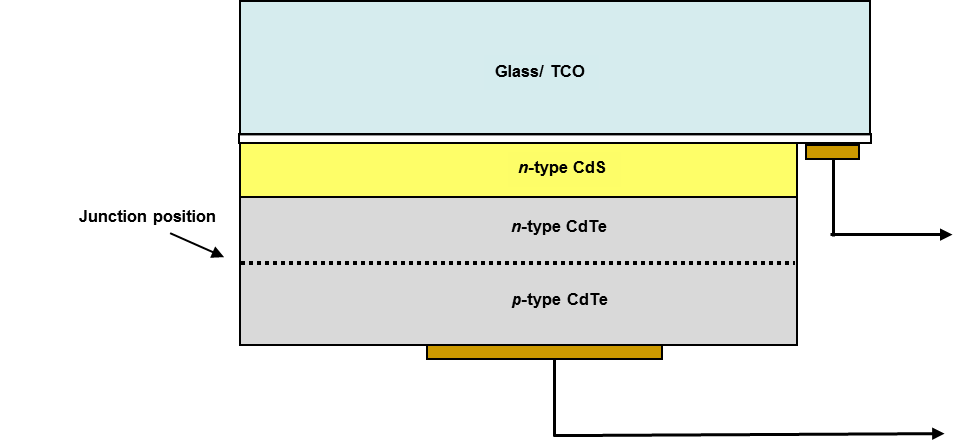 Glass/ TCO
n-type CdS
Junction position
n-type CdTe
p-type CdTe